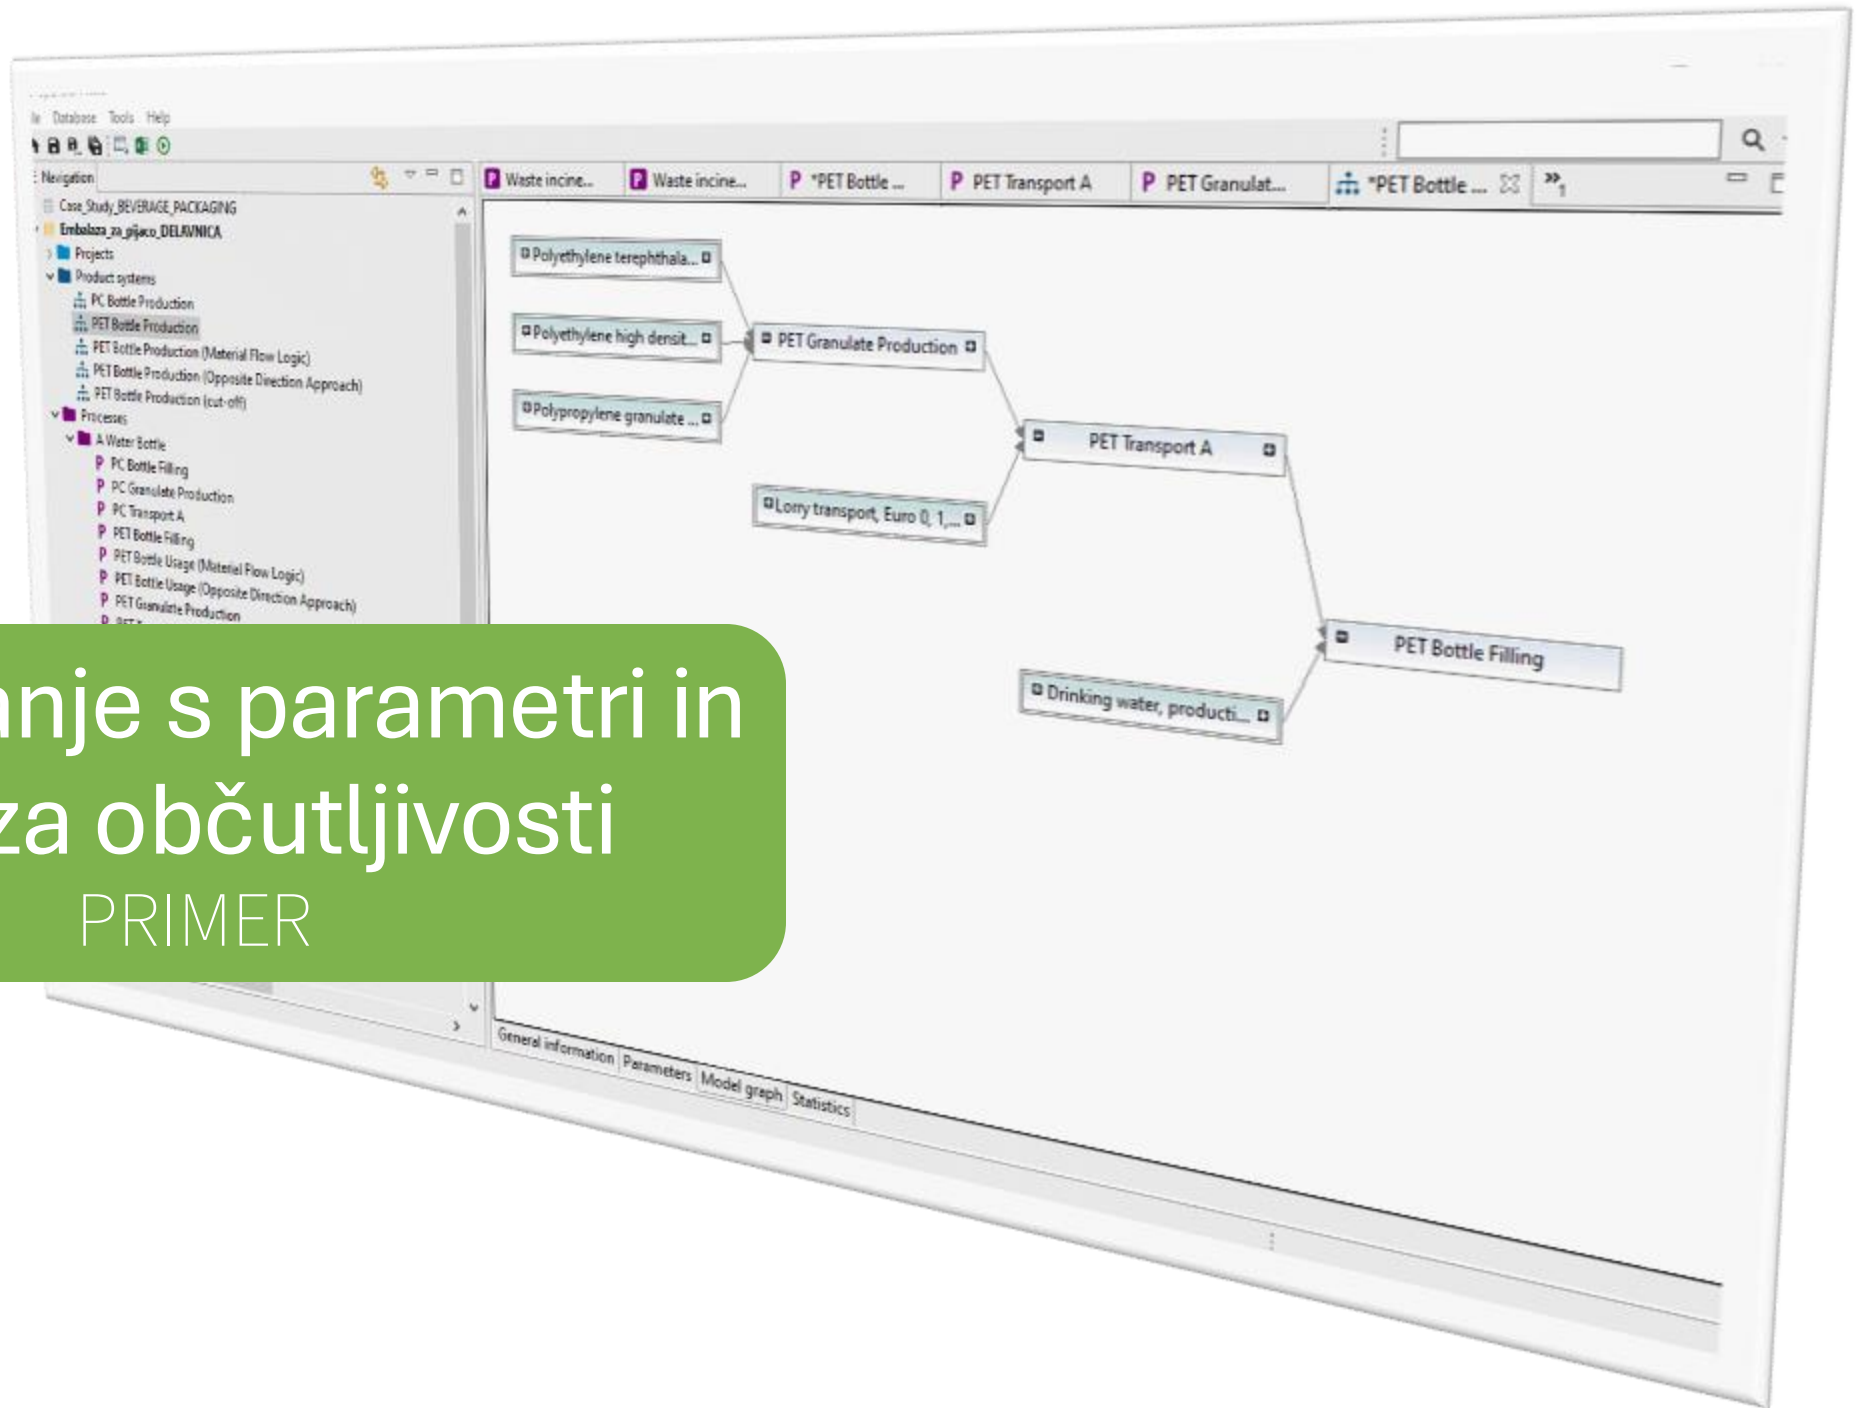 Database Tools Help
Navigation
Case_Study_BEVERAGE_PACKAGING
Embalaza_za_pijaco_DELAVNICA
Projects
Product systems
PC Bottle Production
PET Bottle Production
PET Bottle Production (Material Flow Logic)
PET Bottle Production (Opposite Direction Approach)
PET Bottle Production (cut-off)
Processes
A Water Bottle
PC Bottle Filling
PC Granulate Production
PC Transport A
PET Bottle Filling
PET Bottle Usage (Material Flow Logic)
PET Bottle Usage (Opposite Direction Approach)
PET Granulate Production
Waste incine...
Waste incine...
*PET Bottle ...
PET Transport A
PET Granulat...
*PET Bottle ...
Polyethylene terephthala...
Polyethylene high densit...
Polypropylene granulate ...
PET Granulate Production
Lorry transport, Euro 0, 1,...
PET Transport A
Drinking water, producti...
PET Bottle Filling
anje s parametri in
za občutljivosti
PRIMER
General information
Parameters
Model graph
Statistics